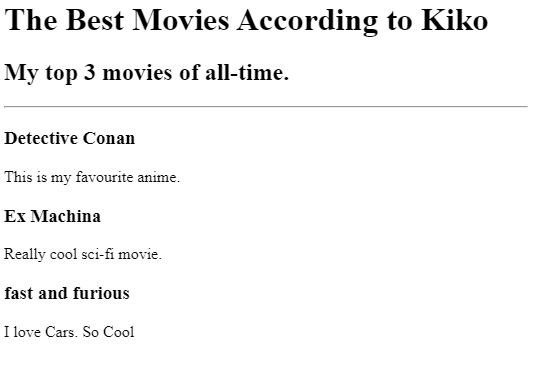 The Best Movies According to Kiko
My top 3 movies of all-time.
Detective Conan
This is my favourite anime.
Ex Machina
Really cool sci-fi movie.
fast and furious
I love Cars. So Cool